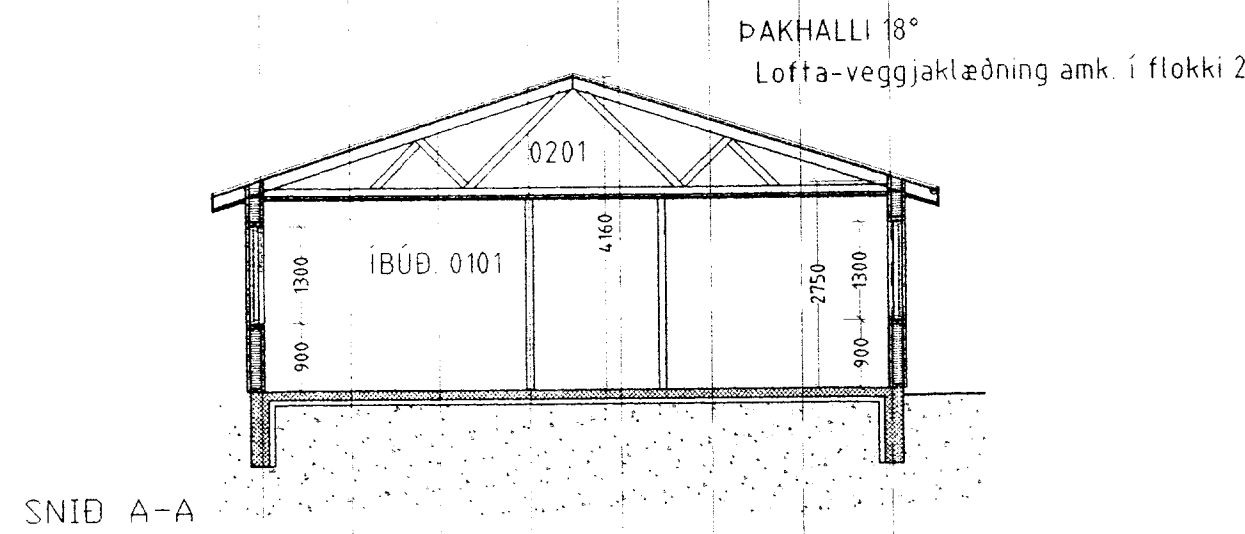 ÞAKHALLI 18°
Lofta-veggjaklæðning amk. í flokki 2
0201
ÍBÚÐ. 0101
1300
900
4160
2750
1300
900
SNIÐ A-A